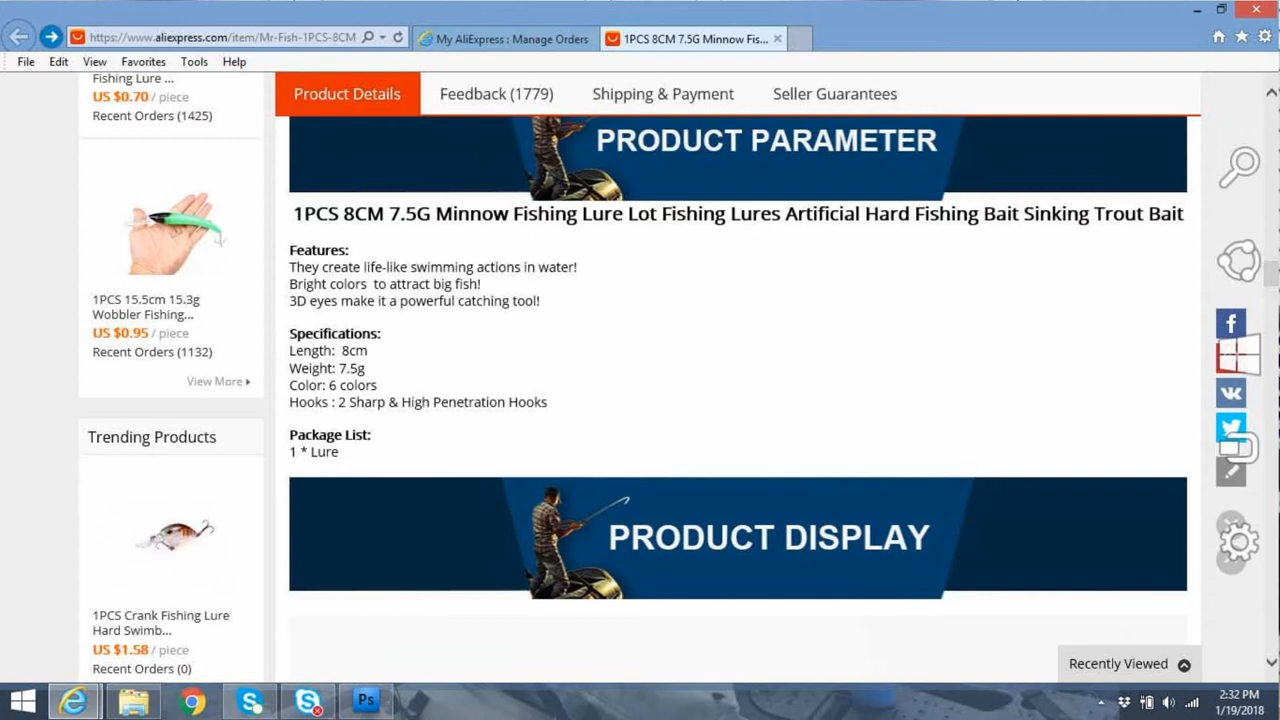 https://www.aliexpress.com/item/Mr-Fish-1PCS-8CM
My AliExpress : Manage Orders
1PCS 8CM 7.5G Minnow Fis...
File Edit View Favorites Tools Help
Fishing Lure ...
US $0.70 / piece
Recent Orders (1425)
1PCS 15.5cm 15.3g
Wobbler Fishing...
US $0.95 / piece
Recent Orders (1132)
View More
Trending Products
1PCS Crank Fishing Lure
Hard Swimb...
US $1.58 / piece
Recent Orders (0)
Product Details Feedback (1779) Shipping & Payment Seller Guarantees
PRODUCT PARAMETER
1PCS 8CM 7.5G Minnow Fishing Lure Lot Fishing Lures Artificial Hard Fishing Bait Sinking Trout Bait
Features:
They create life-like swimming actions in water!
Bright colors  to attract big fish!
3D eyes make it a powerful catching tool!
Specifications:
Length:  8cm
Weight: 7.5g
Color: 6 colors
Hooks : 2 Sharp & High Penetration Hooks
Package List:
1 * Lure
PRODUCT DISPLAY
Recently Viewed
Ps
2:32 PM
1/19/2018